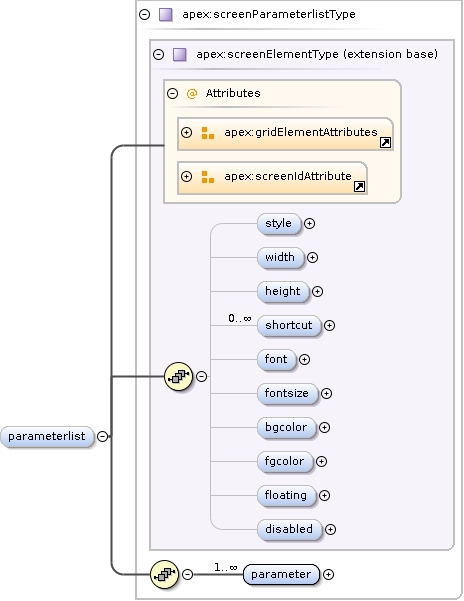 apex:screenParameterlistType
apex:screenElementType (extension base)
@ Attributes
apex:gridElementAttributes
apex:screenIdAttribute
style
width
height
0..∞ shortcut
font
fontsize
bgcolor
fgcolor
floating
disabled
parameterlist
1..∞ parameter